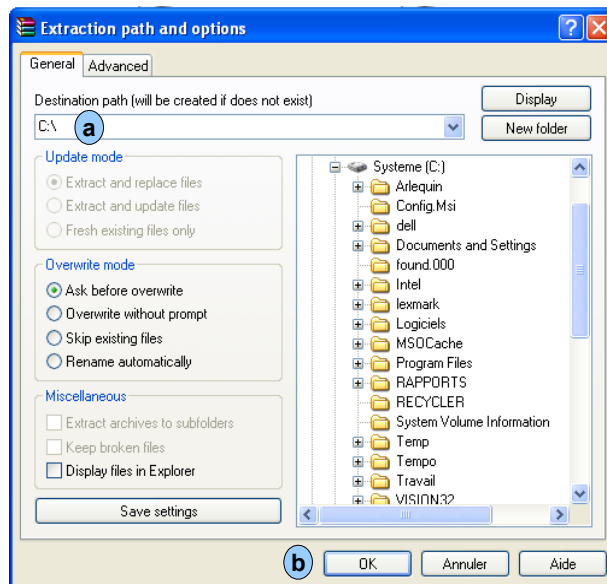 Extraction path and options
General
Advanced
Destination path (will be created if does not exist)
Display
C:\
a
New folder
Update mode
Extract and replace files
Extract and update files
Fresh existing files only
Overwrite mode
Ask before overwrite
Overwrite without prompt
Skip existing files
Rename automatically
Miscellaneous
Extract archives to subfolders
Keep broken files
Display files in Explorer
Save settings
Systeme (C:)
Arlequin
Config.Msi
dell
Documents and Settings
found.000
Intel
lexmark
Logiciels
MSOCache
Program Files
RAPPORTS
RECYCLER
System Volume Information
Temp
Tempo
Travail
VISION32
b
OK
Annuler
Aide